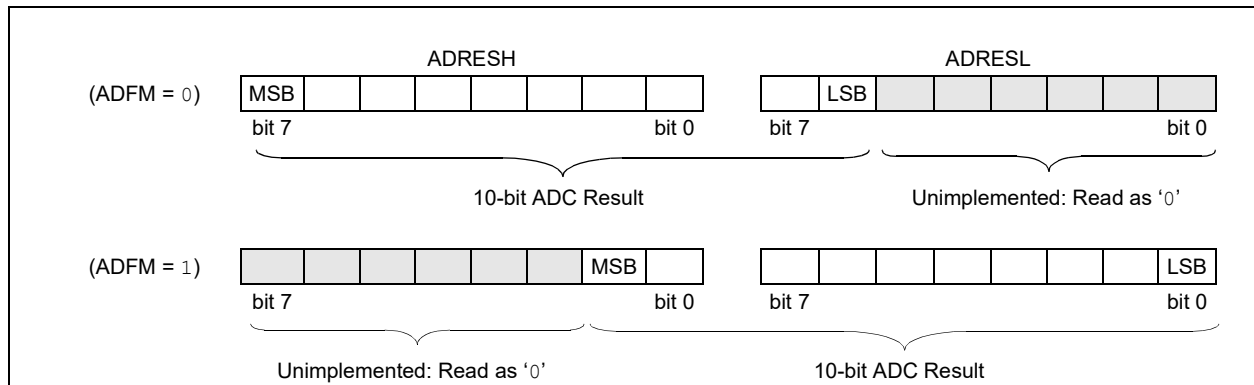 ADRESH ADRESL
(ADFM = 0) MSB LSB
bit 7 bit 0 bit 7 bit 0
10-bit ADC Result Unimplemented: Read as ‘0’
(ADFM = 1) MSB LSB
bit 7 bit 0 bit 7 bit 0
Unimplemented: Read as ‘0’ 10-bit ADC Result